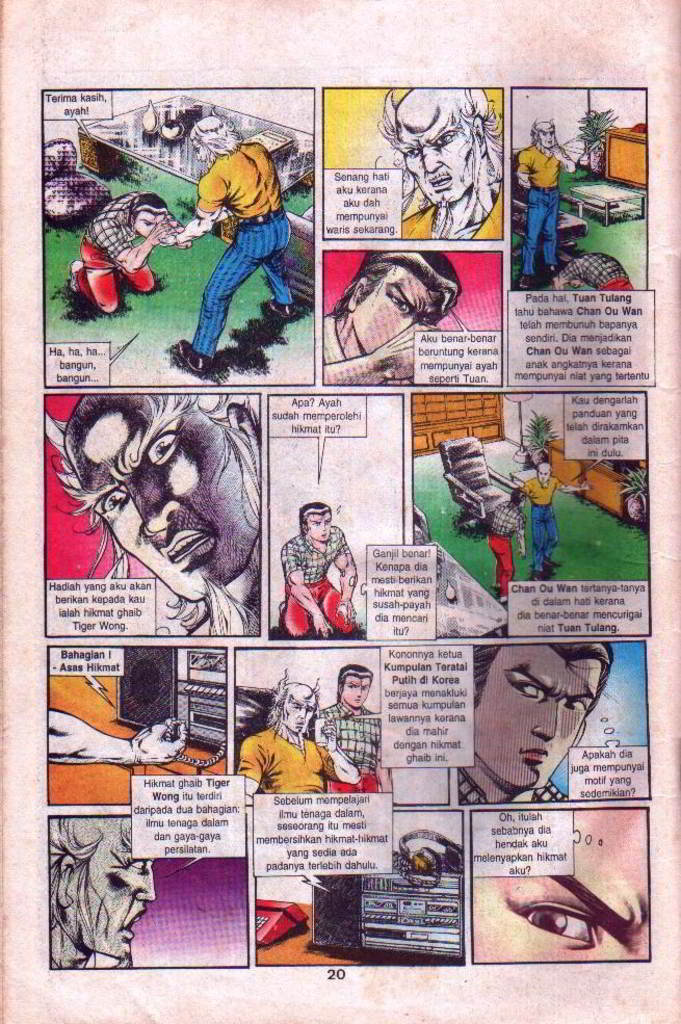 Terima kasih,
ayah!
Ha, ha, ha...
bangun,
bangun...
Senang hati
aku kerana
aku dah
mempunyai
waris sekarang.
Aku benar-benar
beruntung kerana
mempunyai ayah
seperti Tuan.
Pada hal, Tuan Tulang
tahu bahawa Chan Ou Wan
telah membunuh bapanya
sendiri. Dia menjadikan
Chan Ou Wan sebagai
anak angkatnya kerana
mempunyai niat yang tertentu
Hadiah yang aku akan
berikan kepada kau
ialah hikmat ghaib
Tiger Wong.
Apa? Ayah
sudah memperolehi
hikmat itu?
Ganjil benar!
Kenapa dia
mesti berikan
hikmat yang
susah-payah
dia mencari
itu?
Kau dengarlah
panduan yang
telah dirakamkan
dalam pita
ini dulu.
Chan Ou Wan tertanya-tanya
di dalam hati kerana
dia benar-benar mencurigai
niat Tuan Tulang.
Bahagian I
- Asas Hikmat
Hikmat ghaib Tiger
Wong itu terdiri
daripada dua bahagian:
ilmu tenaga dalam
dan gaya-gaya
persilatan.
Kononnya ketua
Kumpulan Teratai
Putih di Korea
berjaya menakluki
semua kumpulan
lawannya kerana
dia mahir
dengan hikmat
ghaib ini.
Apakah dia
juga mempunyai
motif yang
sedemikian?
Sebelum mempelajari
ilmu tenaga dalam,
seseorang itu mesti
membersihkan hikmat-hikmat
yang sedia ada
padanya terlebih dahulu.
Oh, itulah
sebabnya dia
hendak aku
melenyapkan hikmat
aku?
20